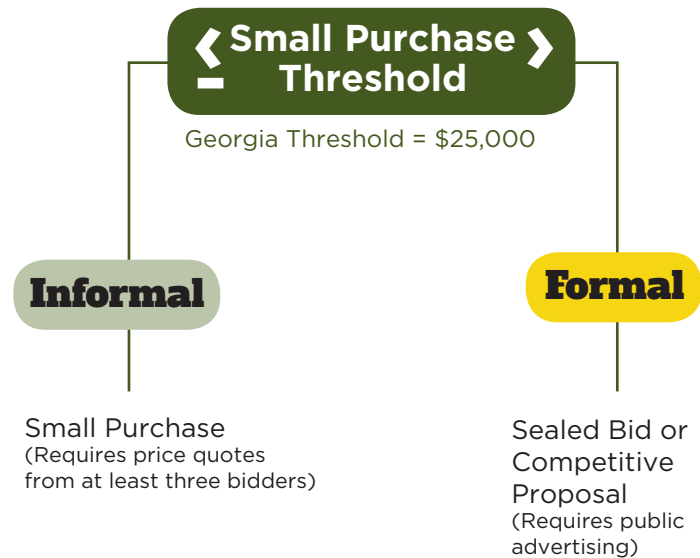 ≤ Small Purchase >
Threshold
Georgia Threshold = $25,000
Informal
Formal
Small Purchase
(Requires price quotes
from at least three bidders)
Sealed Bid or
Competitive
Proposal
(Requires public
advertising)